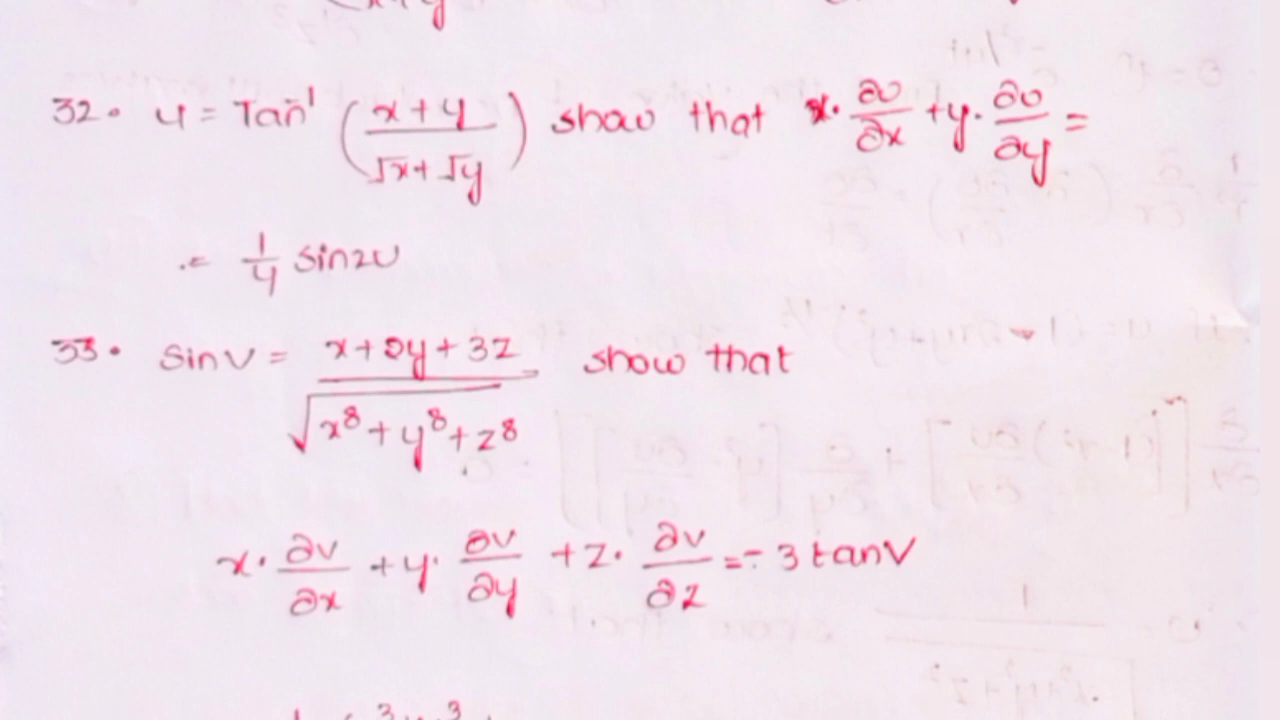 32. u = Tan⁻¹ (x+y / √x+√y) show that x. ∂u/∂x + y. ∂u/∂y =
= 1/4 sin2u
33. sinv = x+2y+3z / √x⁸+y⁸+z⁸ show that
x. ∂v/∂x + y. ∂v/∂y + z. ∂v/∂z = -3 tanV